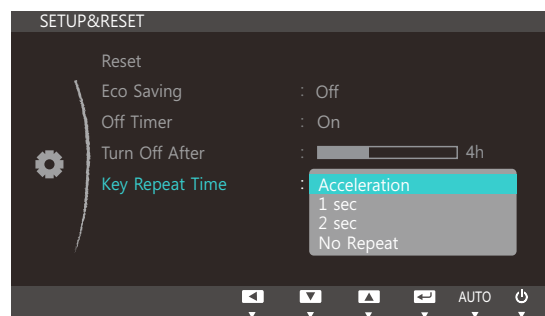 SETUP&RESET
Reset
Eco Saving : Off
Off Timer : On
Turn Off After : 4h
Key Repeat Time : Acceleration
1 sec
2 sec
No Repeat
AUTO